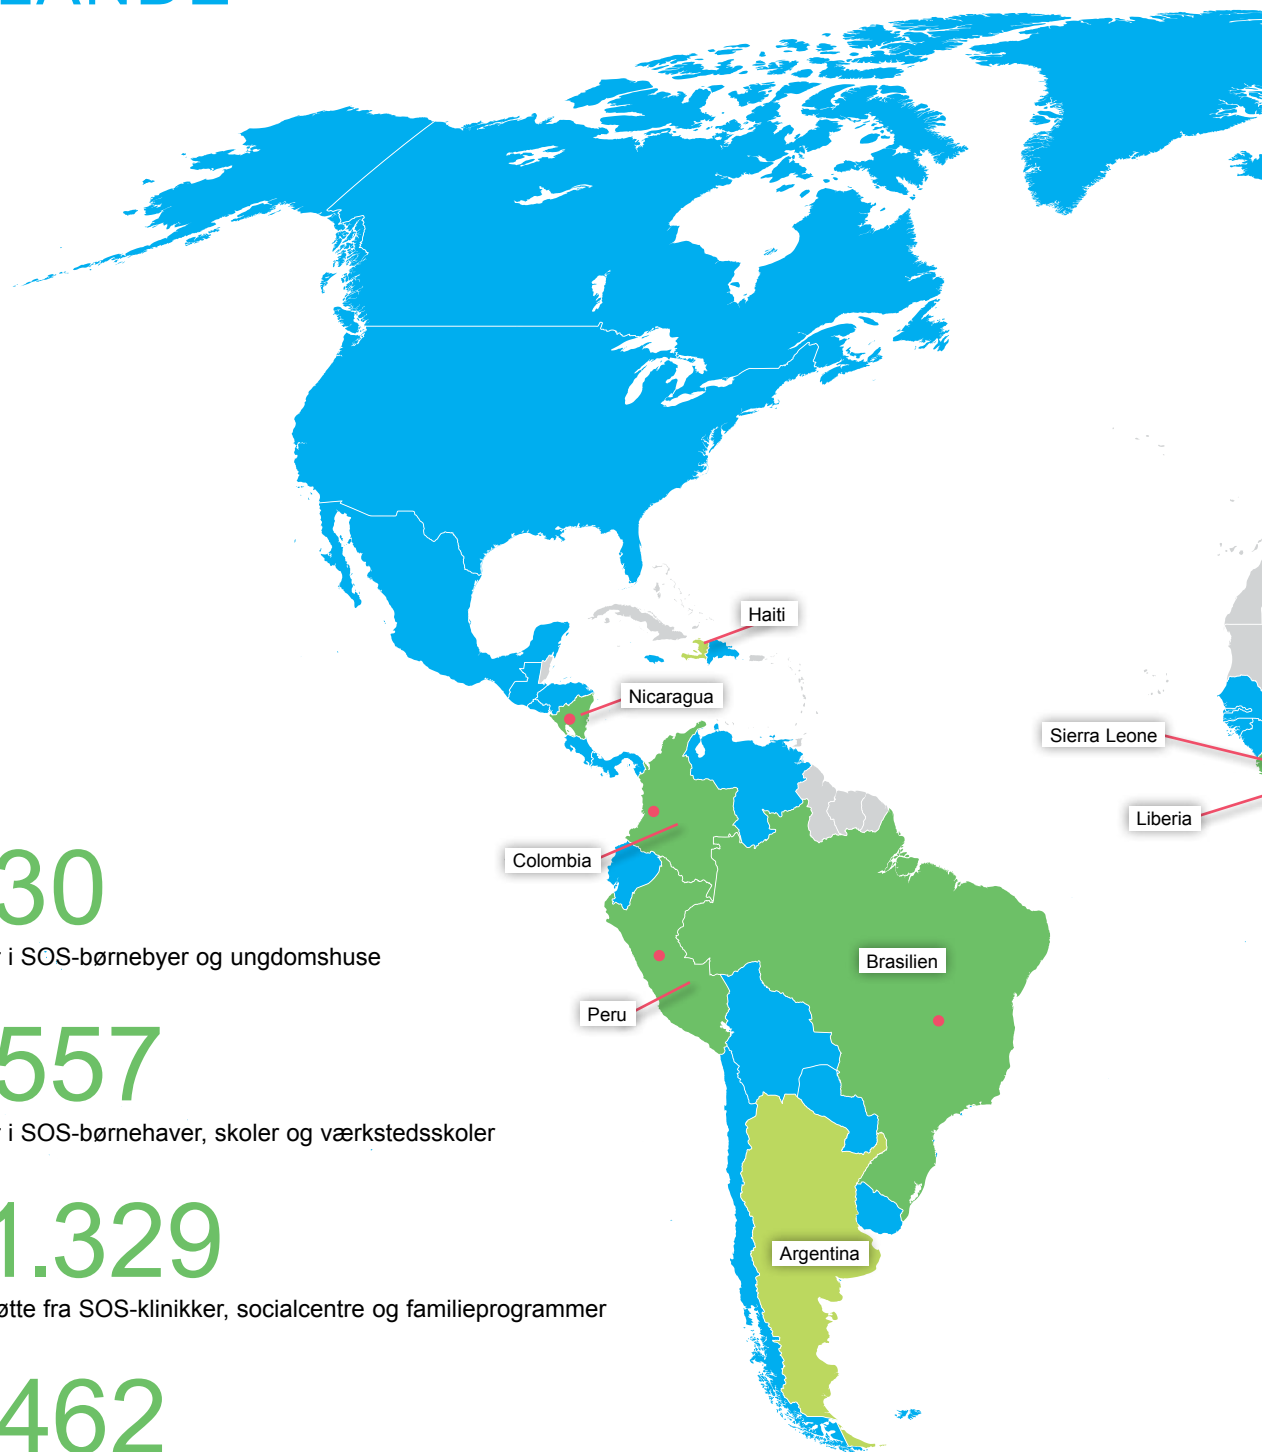 LANDE
Haiti
Nicaragua
Sierra Leone
Liberia
Colombia
30
i SOS-børnebyer og ungdomshuse
Brasilien
Peru
557
i SOS-børnehaver, skoler og værkstedsskoler
1.329
Argentina
fra SOS-klinikker, socialcentre og familieprogrammer
462